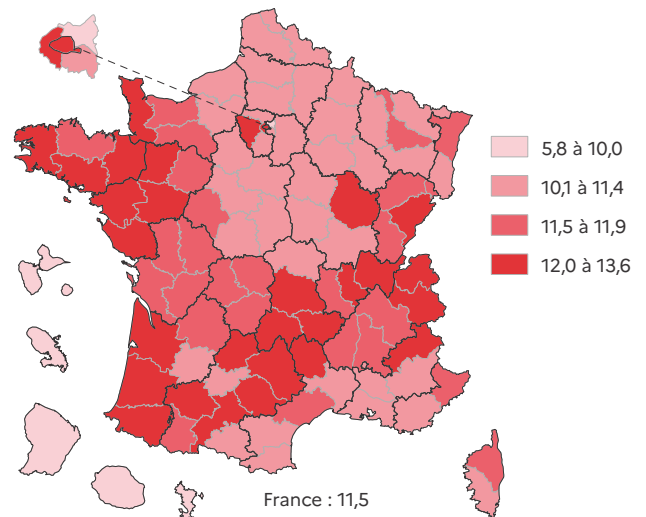 5,8 à 10,0
10,1 à 11,4
11,5 à 11,9
12,0 à 13,6
France : 11,5